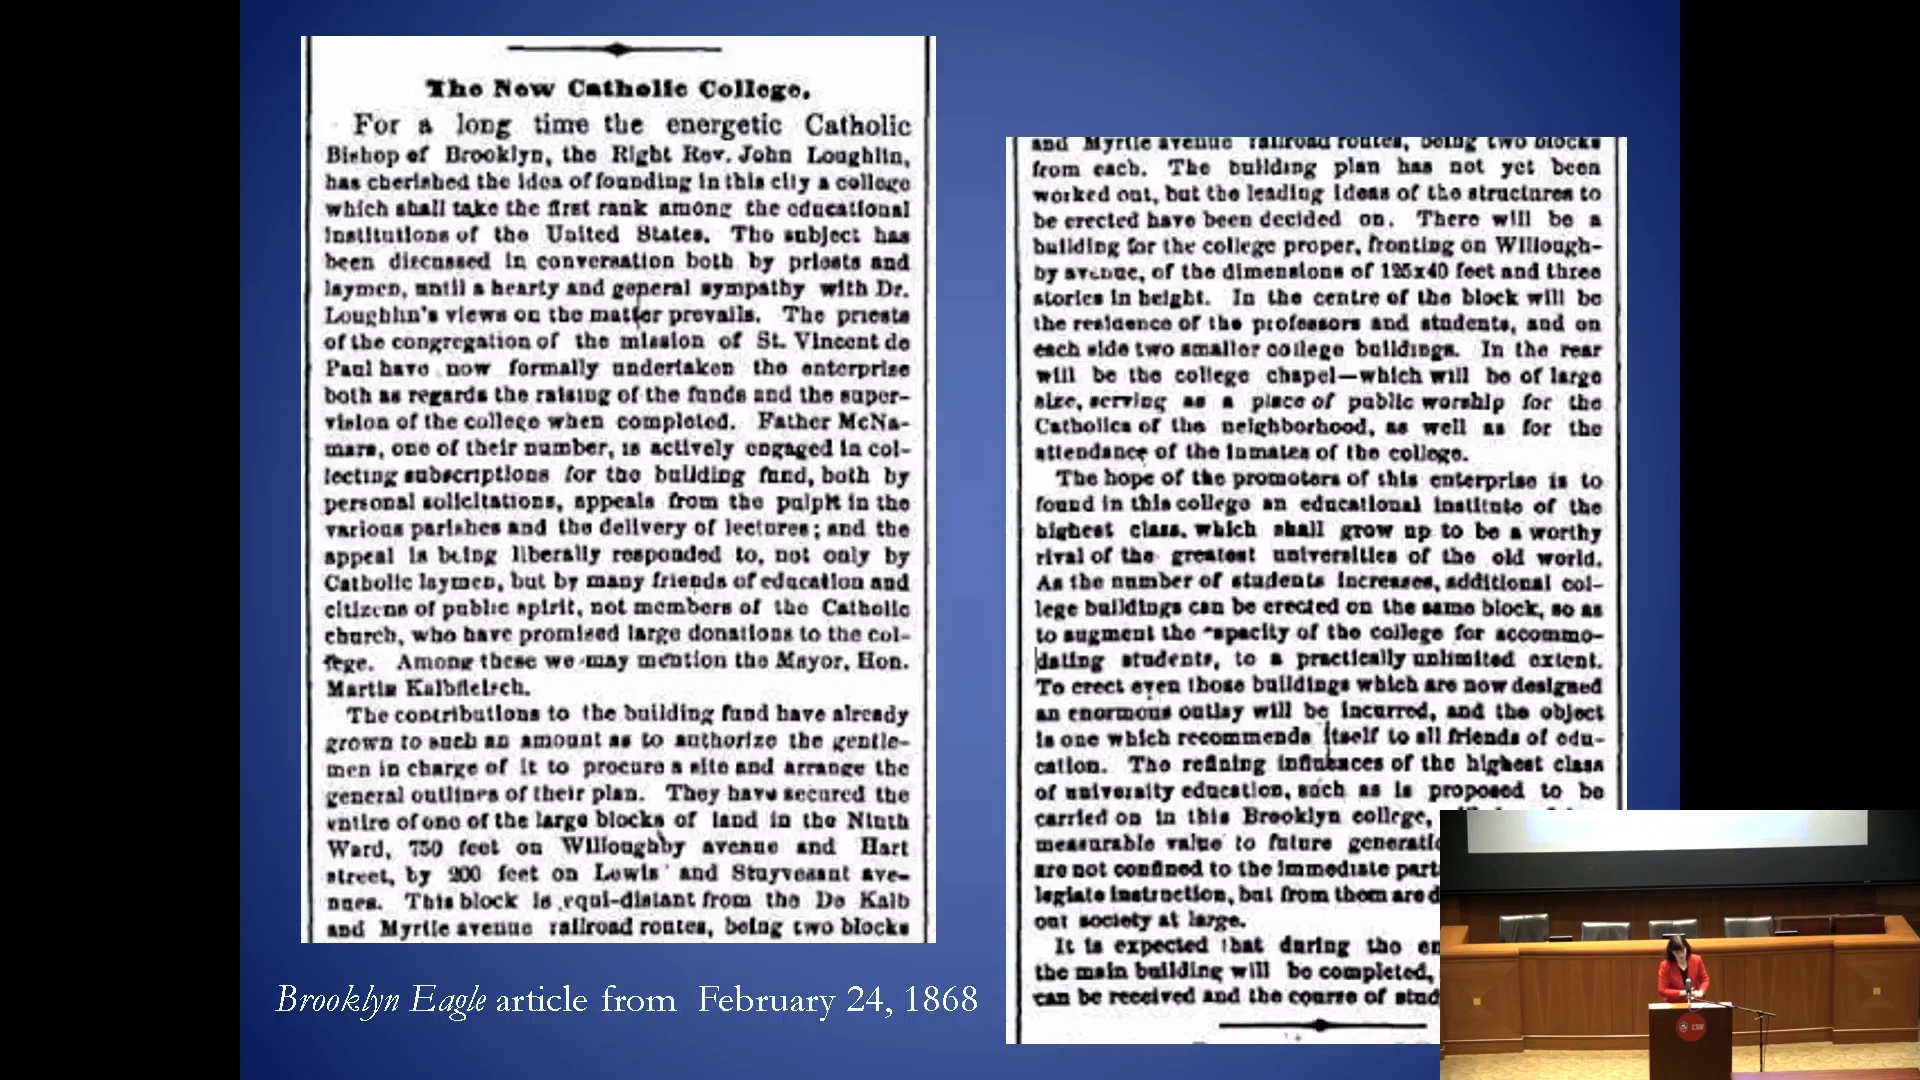 The New Catholic College.
For a long time the energetic Catholic
Bishop of Brooklyn, the Right Rev. John Loughlin,
has cherished the idea of founding in this city a college
which shall take the first rank among the educational
institutions of the United States. The subject has
been discussed in conversation both by priests and
laymen, until a hearty and general sympathy with Dr.
Loughlin's views on the matter prevails. The priests
of the congregation of the mission of St. Vincent de
Paul have now formally undertaken the enterprise
both as regards the raising of the funds and the super-
vision of the college when completed. Father McNa-
mara, one of their number, is actively engaged in col-
lecting subscriptions for the building fund, both by
personal solicitations, appeals from the pulpit in the
various parishes and the delivery of lectures; and the
appeal is being liberally responded to, not only by
Catholic laymen, but by many friends of education and
citizens of public spirit, not members of the Catholic
church, who have promised large donations to the col-
lege. Among these we may mention the Mayor, Hon.
Martin Kalbfleisch.
The contributions to the building fund have already
grown to such an amount as to authorize the gentle-
men in charge of it to procure a site and arrange the
general outlines of their plan. They have secured the
entire of one of the large blocks of land in the Ninth
Ward, 750 feet on Willoughby avenue and Hart
street, by 200 feet on Lewis and Stuyvesant ave-
nues. This block is equi-distant from the De Kalb
and Myrtle avenue railroad routes, being two blocks
Brooklyn Eagle article from February 24, 1868
and Myrtle avenue railroad routes, being two blocks
from each. The building plan has not yet been
worked out, but the leading ideas of the structures to
be erected have been decided on. There will be a
building for the college proper, fronting on Willough-
by avenue, of the dimensions of 125x40 feet and three
stories in height. In the centre of the block will be
the residence of the professors and students, and on
each side two smaller college buildings. In the rear
will be the college chapel—which will be of large
size, serving as a place of public worship for the
Catholics of the neighborhood, as well as for the
attendance of the inmates of the college.
The hope of the promoters of this enterprise is to
found in this college an educational institute of the
highest class, which shall grow up to be a worthy
rival of the greatest universities of the old world.
As the number of students increases, additional col-
lege buildings can be erected on the same block, so as
to augment the capacity of the college for accommo-
dating students, to a practically unlimited extent.
To erect even those buildings which are now designed
an enormous outlay will be incurred, and the object
is one which recommends itself to all friends of edu-
cation. The refining influences of the highest class
of university education, such as is proposed to be
carried on in this Brooklyn college,
measurable value to future generatio
are not confined to the immediate part
legiate instruction, but from them are d
out society at large.
It is expected that during the en
the main building will be completed,
can be received and the course of stud